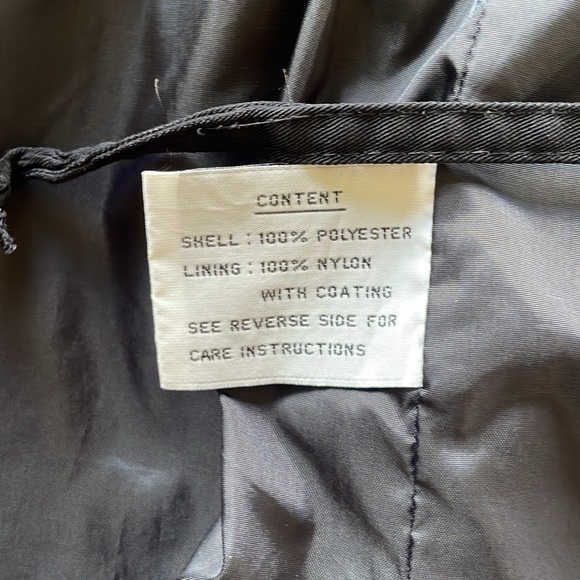 CONTENT
SHELL : 100% POLYESTER
LINING : 100% NYLON
WITH COATING
SEE REVERSE SIDE FOR
CARE INSTRUCTIONS